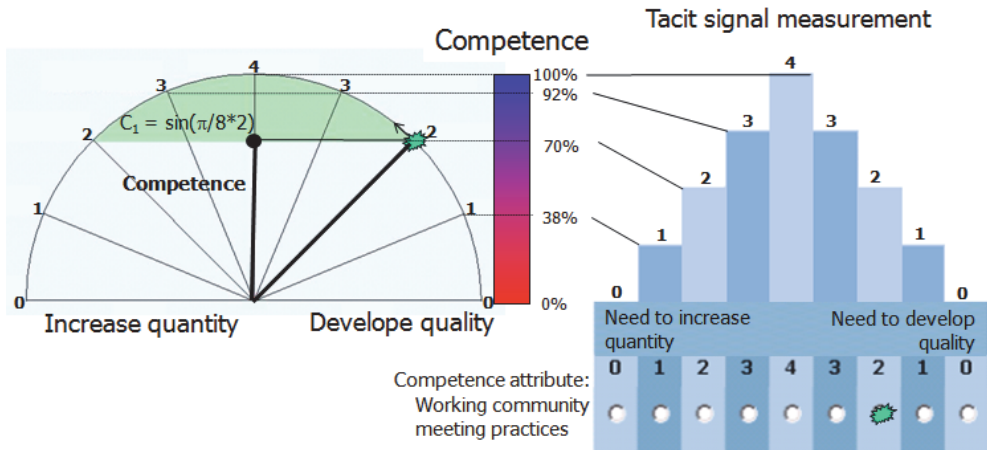 Tacit signal measurement
Competence
4
3
3
C₁ = sin(π/8*2)
2
2
Competence
1
1
0
0
Increase quantity
Develope quality
100%
92%
70%
38%
0%
4
3
3
2
2
1
1
0
0
Need to increase
quantity
Need to develop
quality
0 1 2 3 4 3 2 1 0
Competence attribute:
Working community
meeting practices